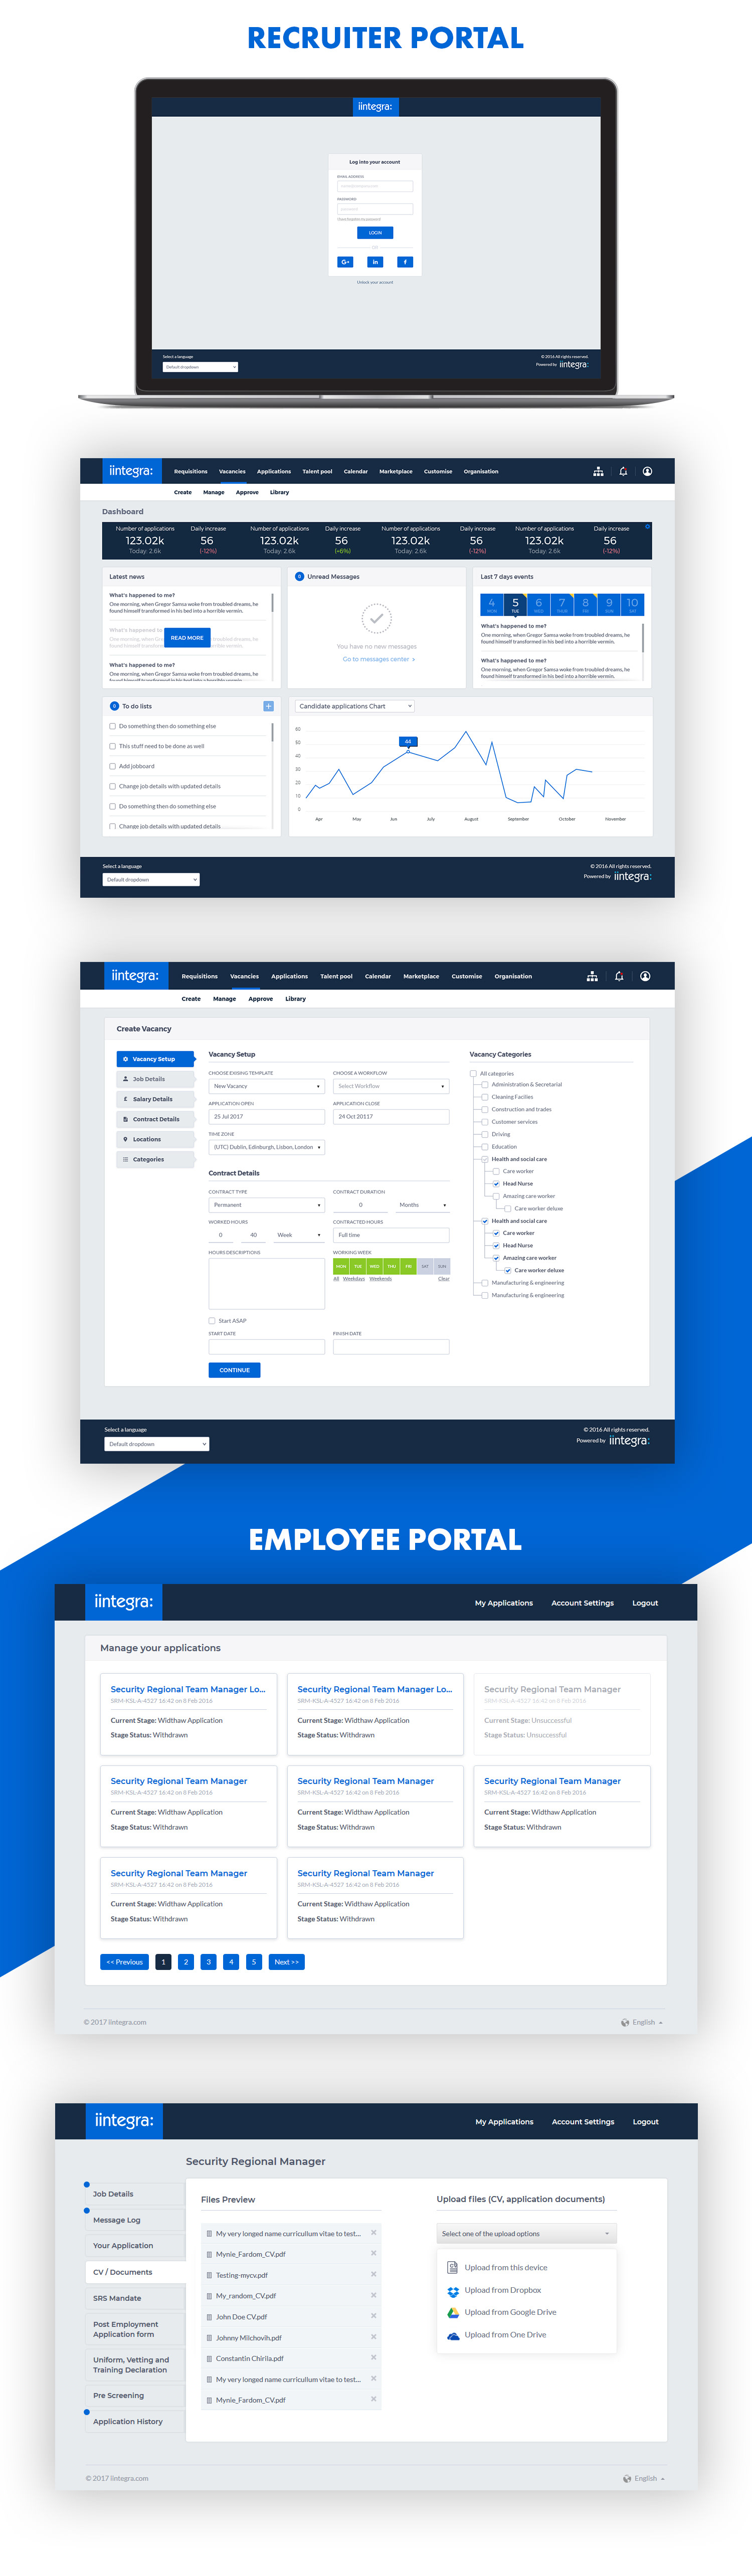 RECRUITER PORTAL
iintegra:
Log into your account
EMAIL ADDRESS
PASSWORD
LOGIN
OR
G+ in f
Unlock your account
Select a language
Default dropdown
© 2016 All rights reserved.
Powered by iintegra:
iintegra: Requisitions Vacancies Applications Talent pool Calendar Marketplace Customise Organisation
Create Manage Approve Library
Dashboard
Number of applications Daily increase Number of applications Daily increase Number of applications Daily increase Number of applications Daily increase
123.02k 56 123.02k 56 123.02k 56 123.02k 56
Today: 2.6k (-12%) Today: 2.6k (+6%) Today: 2.6k (-12%) Today: 2.6k (-12%)
Latest news
What's happened to me?
One morning, when Gregor Samsa woke from troubled dreams, he
found himself transformed in his bed into a horrible vermin.
What's happened to
One morning, when Greg
found himself transform
READ MORE
troubled dreams, he
rrible vermin.
What's happened to me?
One morning, when Gregor Samsa woke from troubled dreams, he
found himself transformed in his bed into a horrible vermin.
0 Unread Messages
You have no new messages
Go to messages center >
Last 7 days events
4 5 6 7 8 9 10
MON TUE WED THUR FRI SUN SAT
What's happened to me?
One morning, when Gregor Samsa woke from troubled dreams, he
found himself transformed in his bed into a horrible vermin.
What's happened to me?
One morning, when Gregor Samsa woke from troubled dreams, he
found himself transformed in his bed into a horrible vermin.
0 To do lists +
Do something then do something else
This stuff need to be done as well
Add jobboard
Change job details with updated details
Do something then do something else
Change job details with updated details
Candidate applications Chart
60
50
40
30
20
10
0
44
Apr May Jun July August September October November
Select a language
Default dropdown
© 2016 All rights reserved.
Powered by iintegra:
iintegra: Requisitions Vacancies Applications Talent pool Calendar Marketplace Customise Organisation
Create Manage Approve Library
Create Vacancy
Vacancy Setup
Job Details
£ Salary Details
Contract Details
Locations
Categories
Vacancy Setup
CHOOSE EXISING TEMPLATE CHOOSE A WORKFLOW
New Vacancy Select Workflow
APPLICATION OPEN APPLICATION CLOSE
25 Jul 2017 24 Oct 20117
TIME ZONE
(UTC) Dublin, Edinburgh, Lisbon, London
Contract Details
CONTRACT TYPE CONTRACT DURATION
Permanent 0 Months
WORKED HOURS CONTRACTED HOURS
0 40 Week Full time
HOURS DESCRIPTIONS WORKING WEEK
MON TUE WED THU FRI SAT SUN
All Weekdays Weekends Clear
Start ASAP
START DATE FINISH DATE
CONTINUE
Vacancy Categories
All categories
Administration & Secretarial
Cleaning Facilies
Construction and trades
Customer services
Driving
Education
Health and social care
Care worker
Head Nurse
Amazing care worker
Care worker deluxe
Health and social care
Care worker
Head Nurse
Amazing care worker
Care worker deluxe
Manufacturing & engineering
Manufacturing & engineering
Select a language
Default dropdown
© 2016 All rights reserved.
Powered by iintegra:
EMPLOYEE PORTAL
iintegra: My Applications Account Settings Logout
Manage your applications
Security Regional Team Manager Lo... Security Regional Team Manager Lo... Security Regional Team Manager
SRM-KSL-A-4527 16:42 on 8 Feb 2016 SRM-KSL-A-4527 16:42 on 8 Feb 2016 SRM-KSL-A-4527 16:42 on 8 Feb 2016
Current Stage: Widthaw Application Current Stage: Widthaw Application Current Stage: Unsuccessful
Stage Status: Withdrawn Stage Status: Withdrawn Stage Status: Unsuccessful
Security Regional Team Manager Security Regional Team Manager Security Regional Team Manager
SRM-KSL-A-4527 16:42 on 8 Feb 2016 SRM-KSL-A-4527 16:42 on 8 Feb 2016 SRM-KSL-A-4527 16:42 on 8 Feb 2016
Current Stage: Widthaw Application Current Stage: Widthaw Application Current Stage: Widthaw Application
Stage Status: Withdrawn Stage Status: Withdrawn Stage Status: Withdrawn
Security Regional Team Manager Security Regional Team Manager
SRM-KSL-A-4527 16:42 on 8 Feb 2016 SRM-KSL-A-4527 16:42 on 8 Feb 2016
Current Stage: Widthaw Application Current Stage: Widthaw Application
Stage Status: Withdrawn Stage Status: Withdrawn
<< Previous 1 2 3 4 5 Next >>
© 2017 iintegra.com English
iintegra: My Applications Account Settings Logout
Security Regional Manager
Job Details
Message Log
Your Application
CV / Documents
SRS Mandate
Post Employment
Application form
Uniform, Vetting and
Training Declaration
Pre Screening
Application History
Files Preview
My very longed name curricullum vitae to test...
Mynie_Fardom_CV.pdf
Testing-mycv.pdf
My_random_CV.pdf
John Doe CV.pdf
Johnny Milchovih.pdf
Constantin Chirila.pdf
My very longed name curricullum vitae to test...
Mynie_Fardom_CV.pdf
Upload files (CV, application documents)
Select one of the upload options
Upload from this device
Upload from Dropbox
Upload from Google Drive
Upload from One Drive
© 2017 iintegra.com English